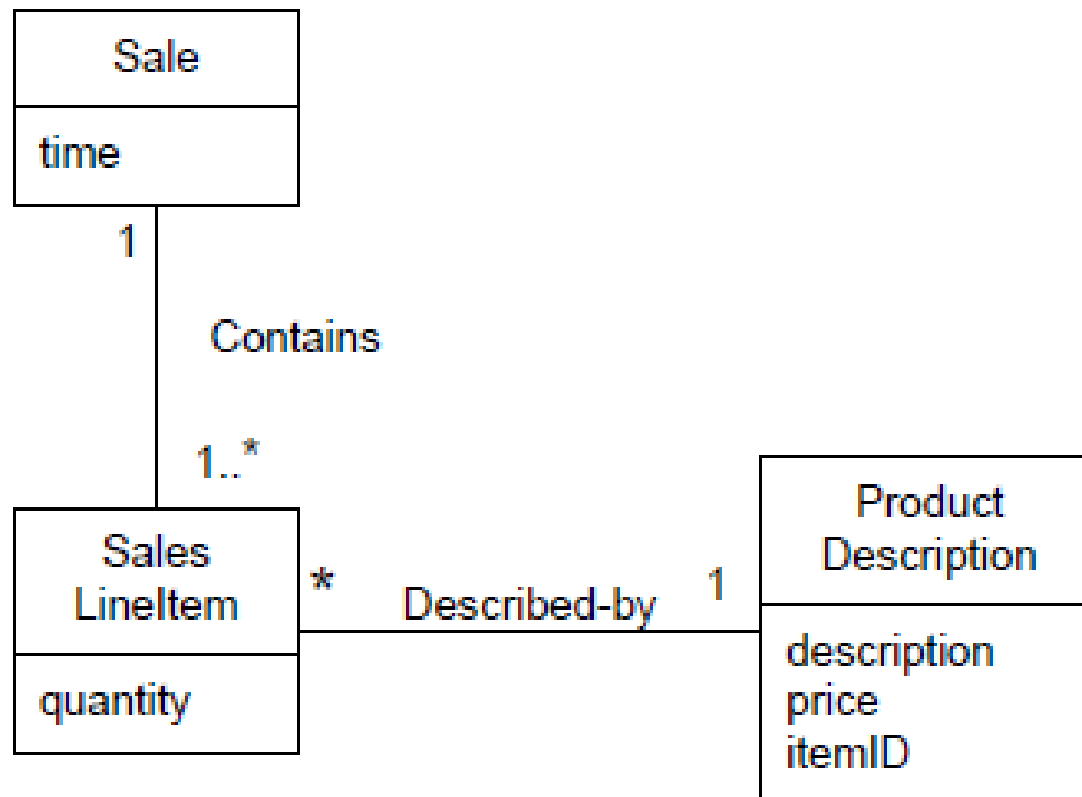 Sale
time
1
Contains
1..*
Sales
LineItem
quantity
*
Described-by
1
Product
Description
description
price
itemID